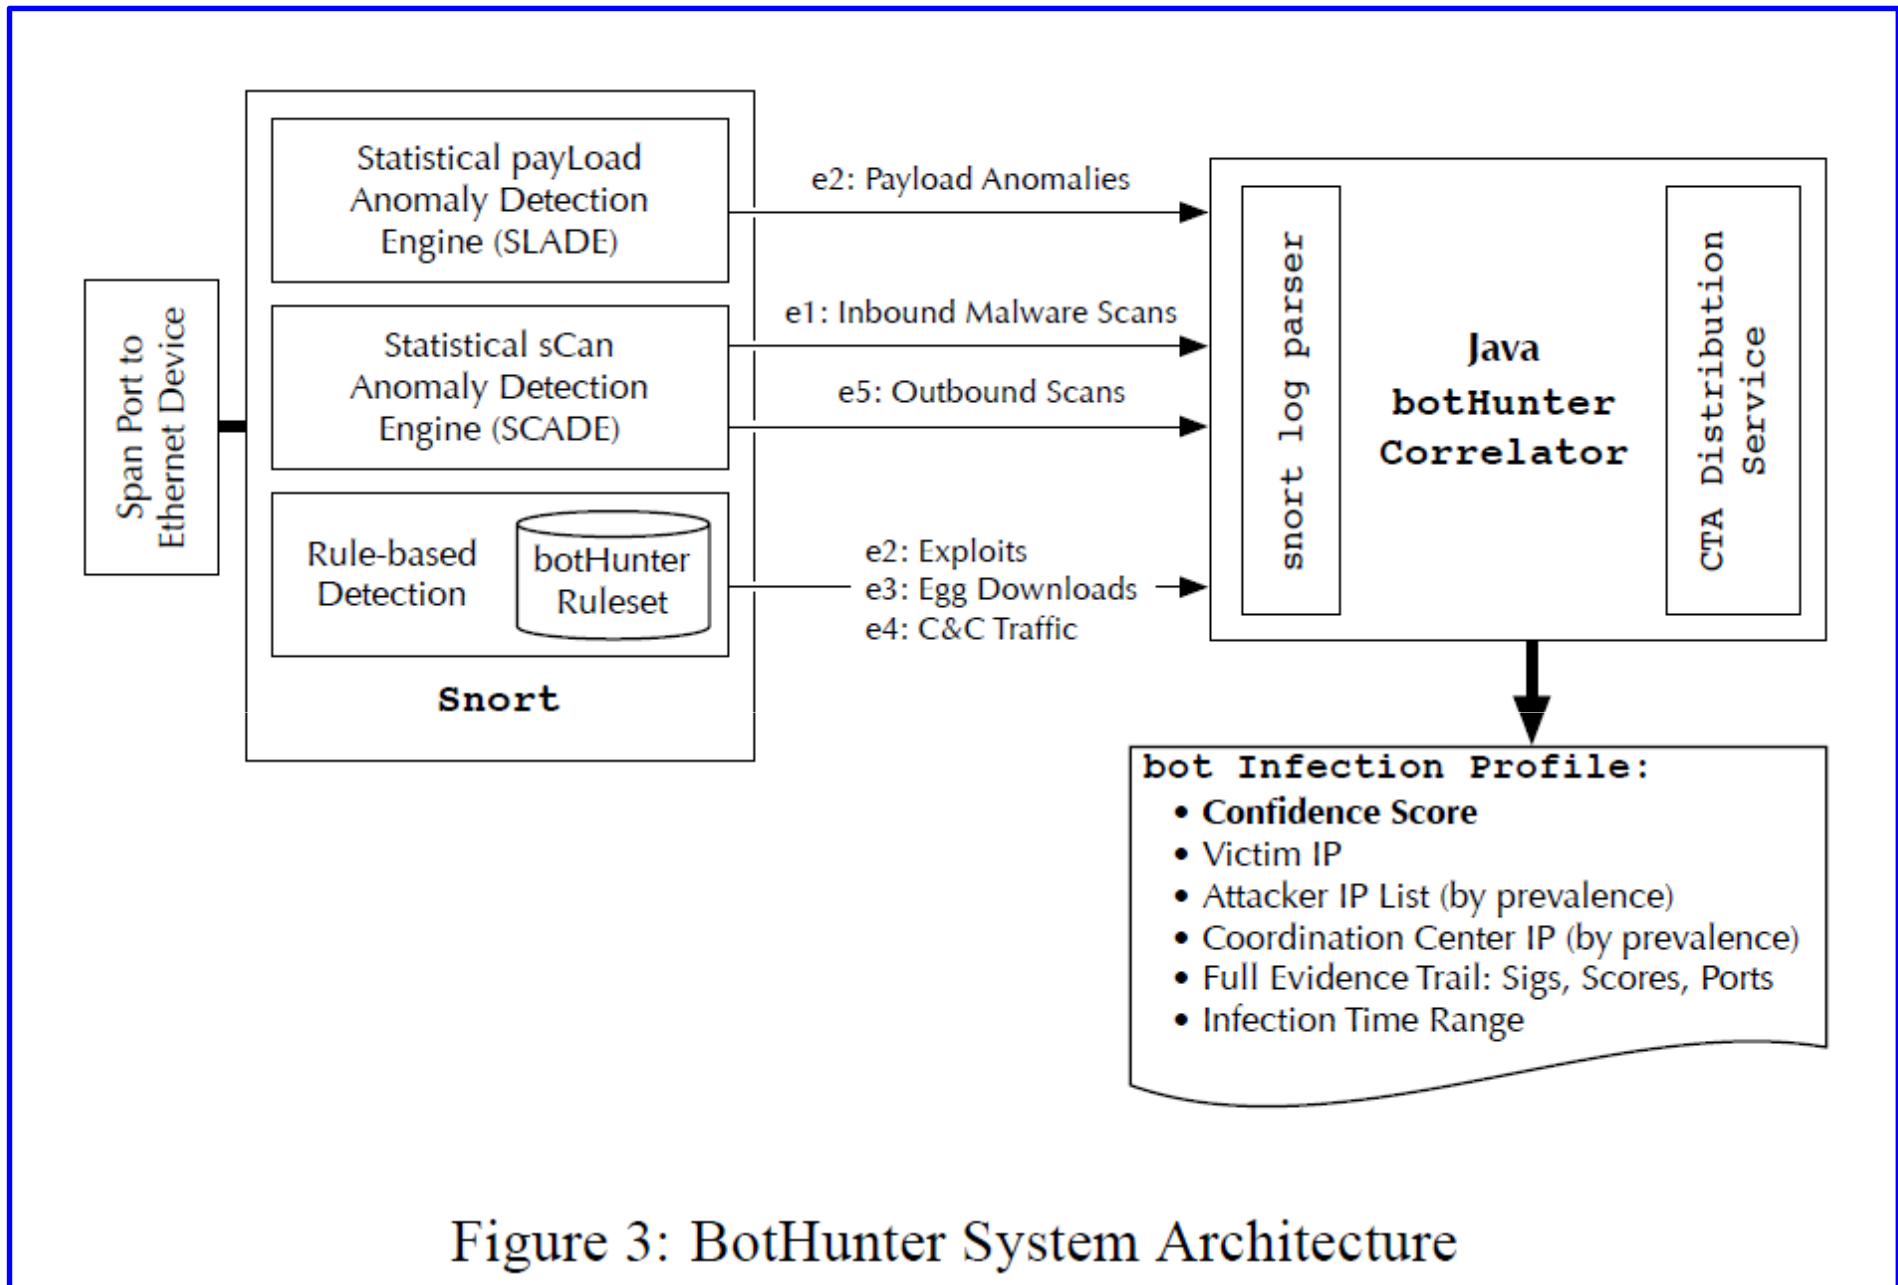 Span Port to
Ethernet Device
Statistical payLoad
Anomaly Detection
Engine (SLADE)
Statistical sCan
Anomaly Detection
Engine (SCADE)
Rule-based
Detection
botHunter
Ruleset
Snort
e2: Payload Anomalies
e1: Inbound Malware Scans
e5: Outbound Scans
e2: Exploits
e3: Egg Downloads
e4: C&C Traffic
snort log parser
Java
botHunter
Correlator
CTA Distribution
Service
bot Infection Profile:
• Confidence Score
• Victim IP
• Attacker IP List (by prevalence)
• Coordination Center IP (by prevalence)
• Full Evidence Trail: Sigs, Scores, Ports
• Infection Time Range
Figure 3: BotHunter System Architecture